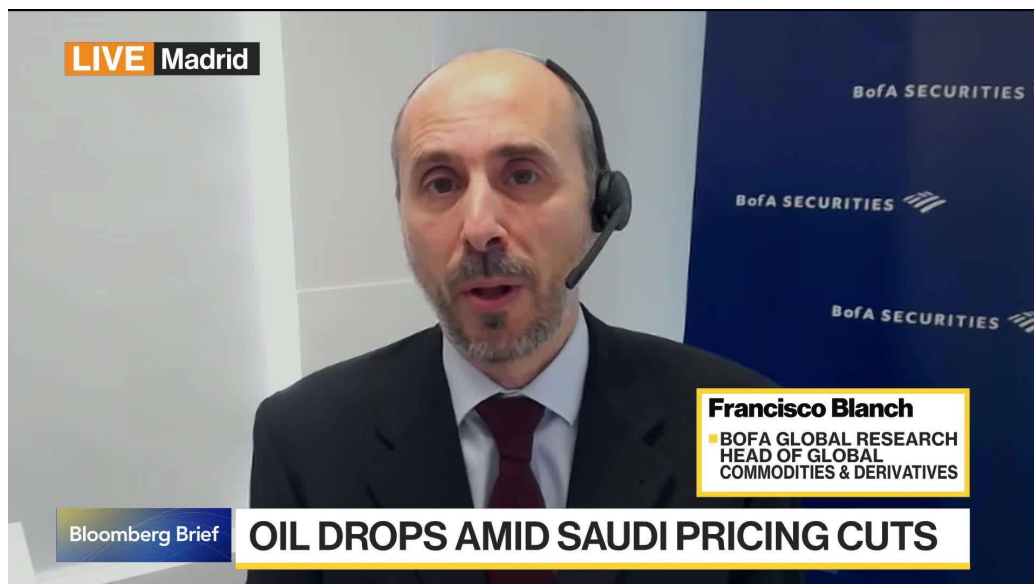 LIVE Madrid
BofA SECURITIES
BofA SECURITIES
BofA SECURITIES
Francisco Blanch
BOFA GLOBAL RESEARCH
HEAD OF GLOBAL
COMMODITIES & DERIVATIVES
Bloomberg Brief
OIL DROPS AMID SAUDI PRICING CUTS